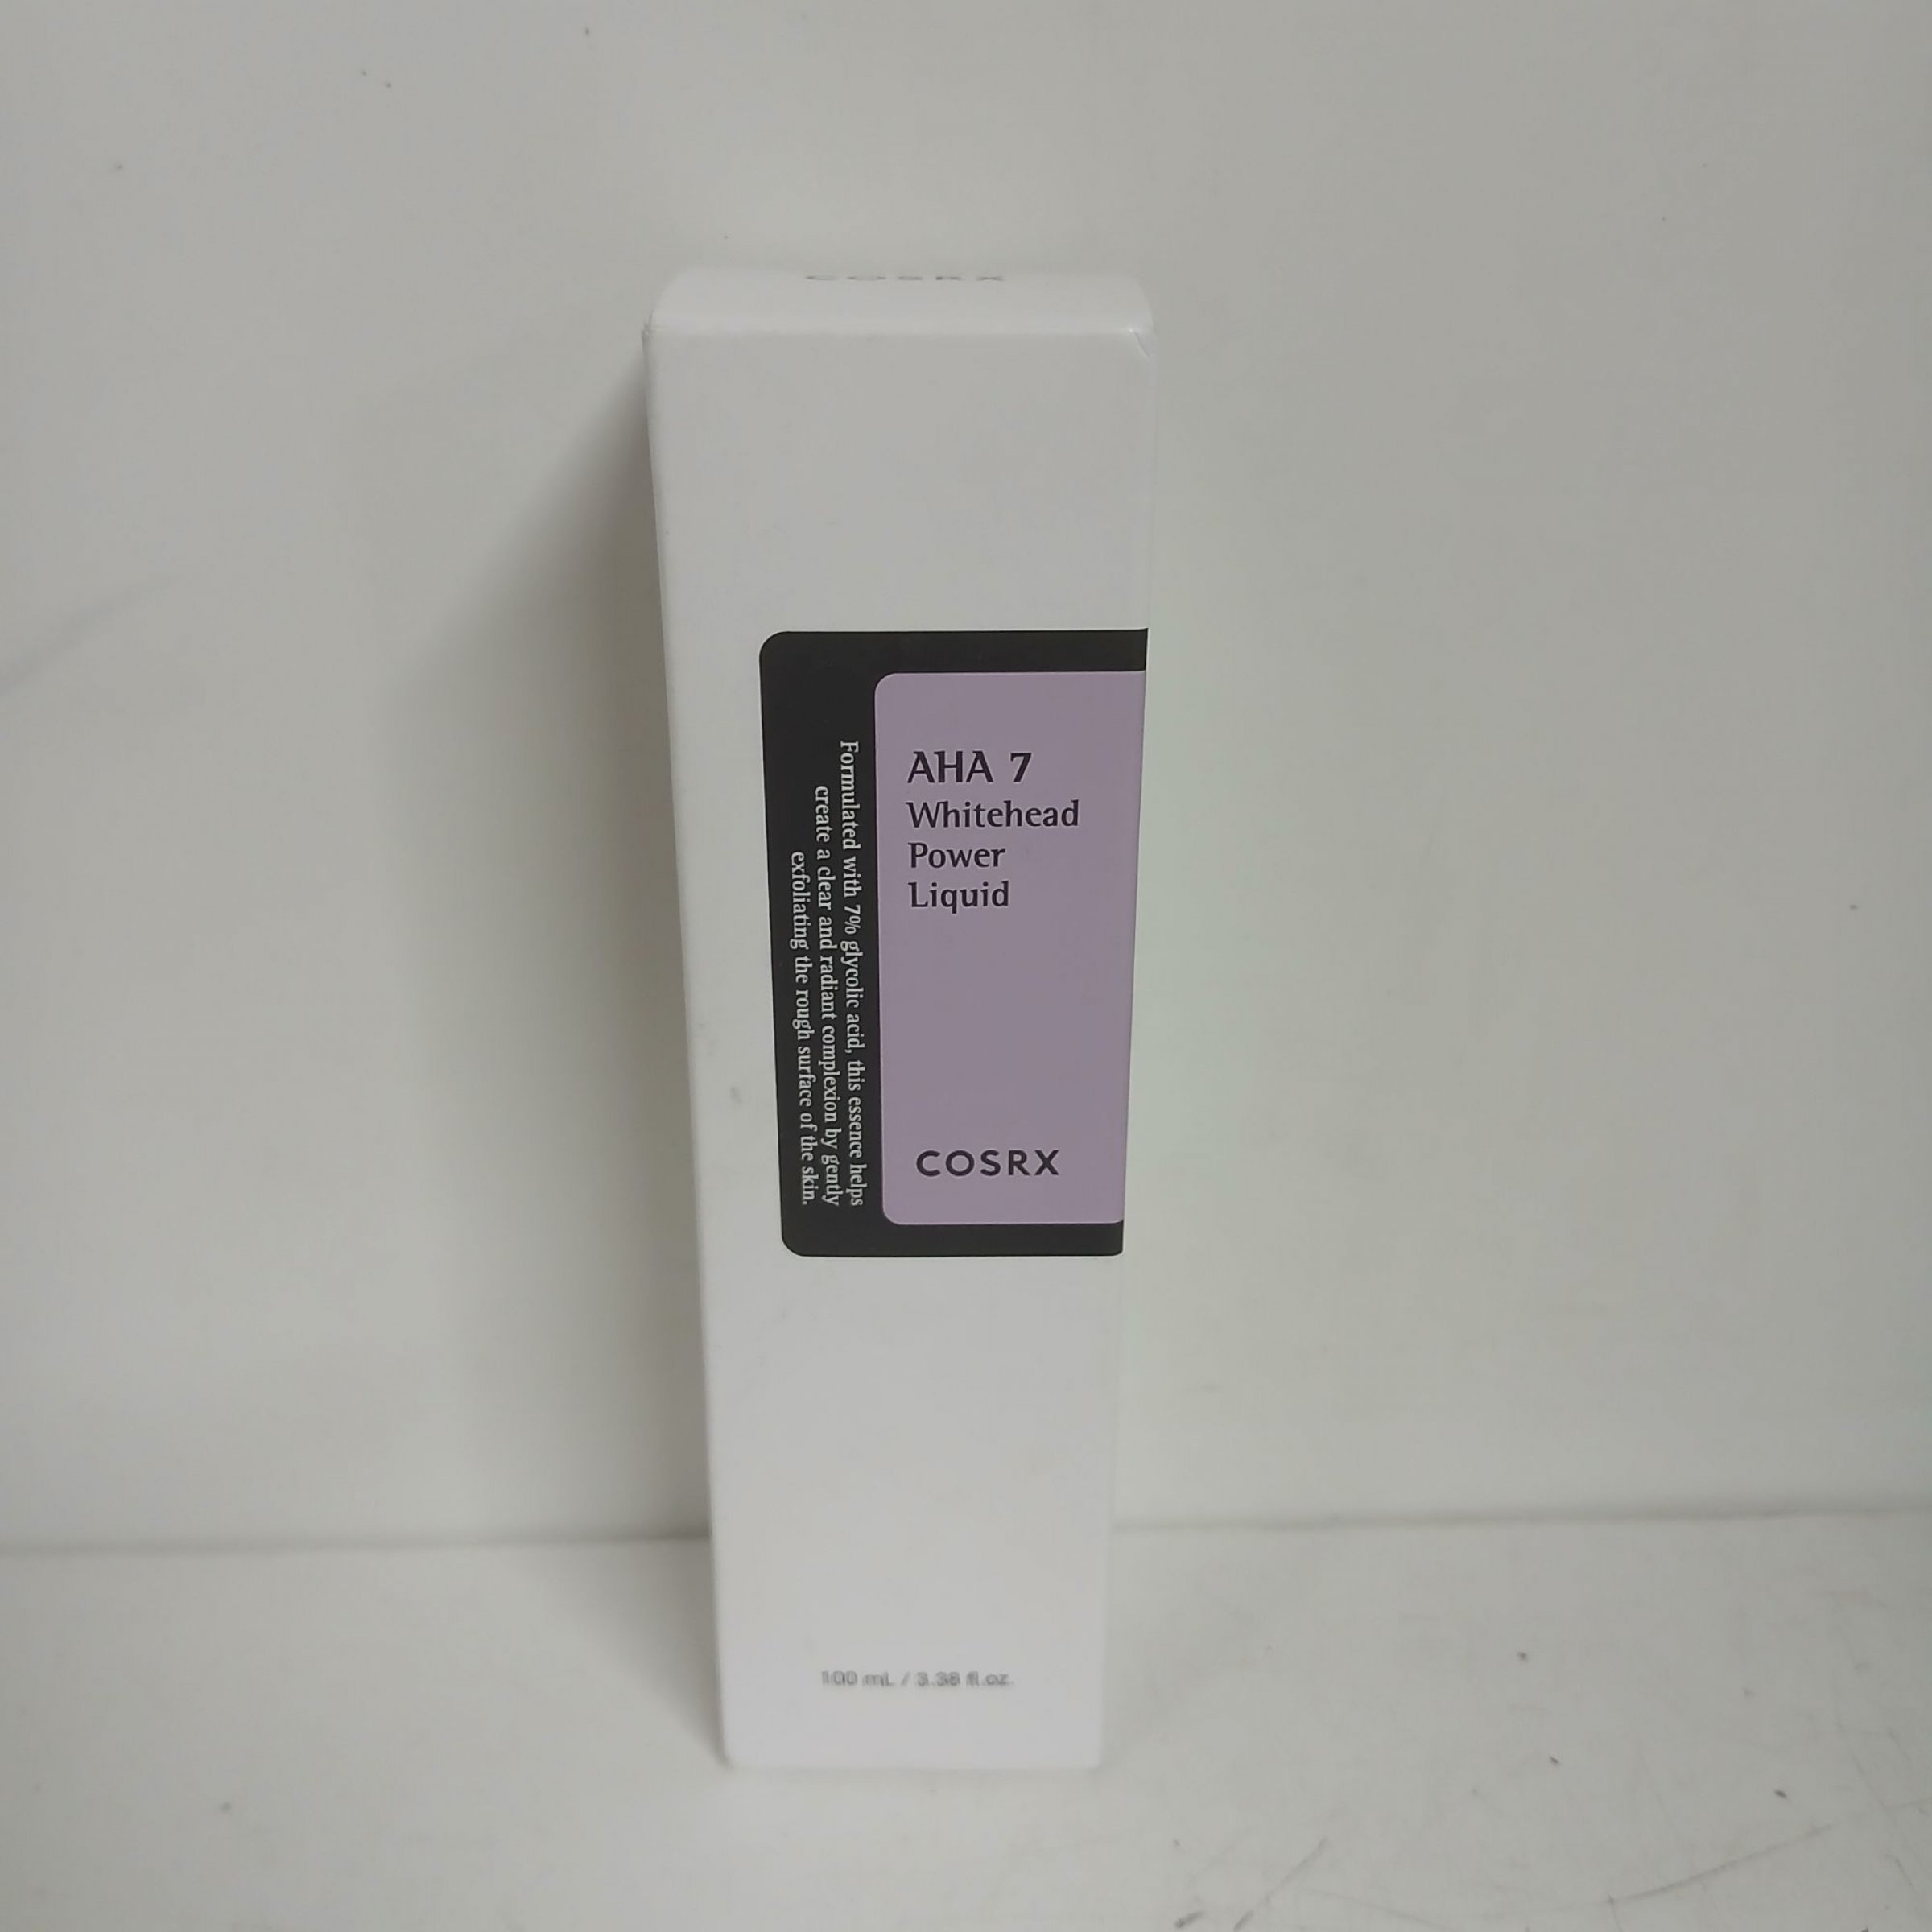 COSRX
AHA 7
Whitehead
Power
Liquid
Formulated with 7% glycolic acid, this essence helps
create a clear and radiant complexion by gently
exfoliating the rough surface of the skin.
COSRX
100 mL / 3.38 fl.oz.